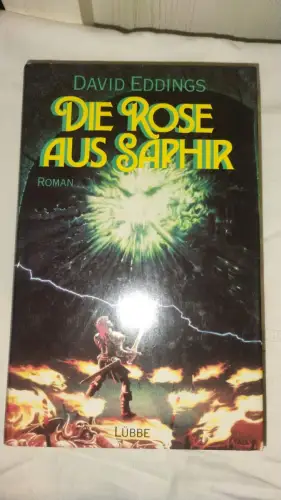 DAVID EDDINGS
DIE ROSE
AUS SAPHIR
ROMAN
LÜBBE